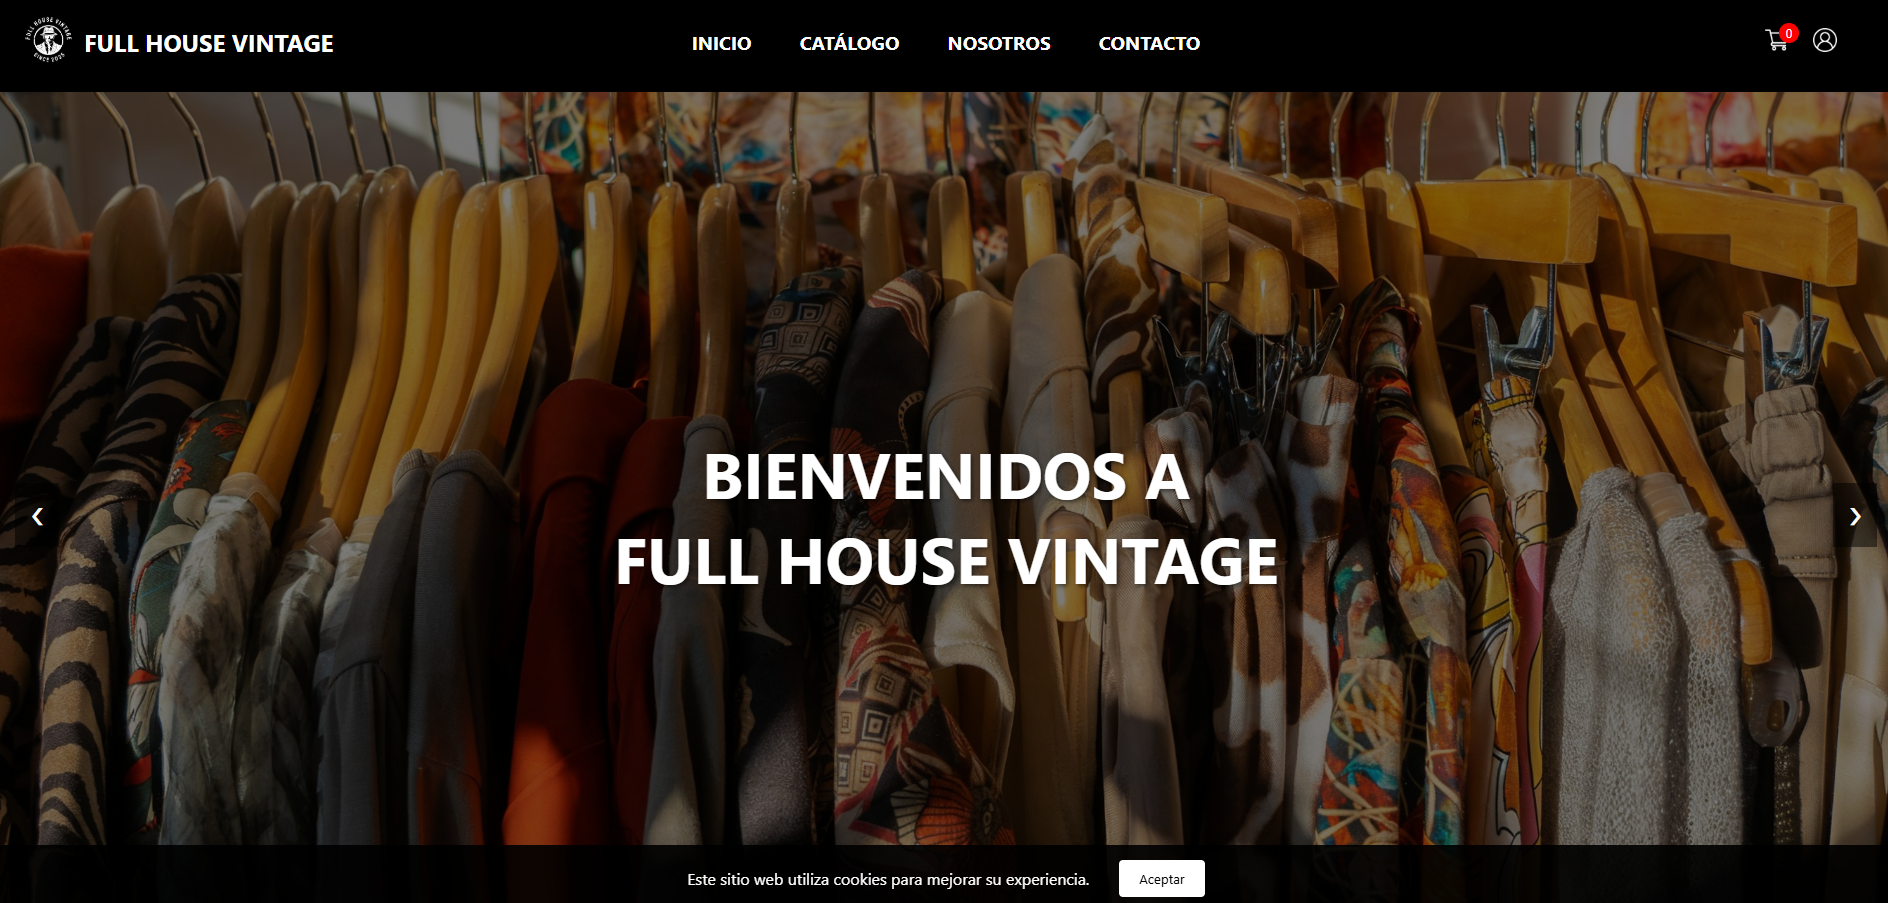 FULL HOUSE VINTAGE
SINCE 2005
FULL HOUSE VINTAGE
INICIO
CATÁLOGO
NOSOTROS
CONTACTO
0
BIENVENIDOS A
FULL HOUSE VINTAGE
Este sitio web utiliza cookies para mejorar su experiencia.
Aceptar